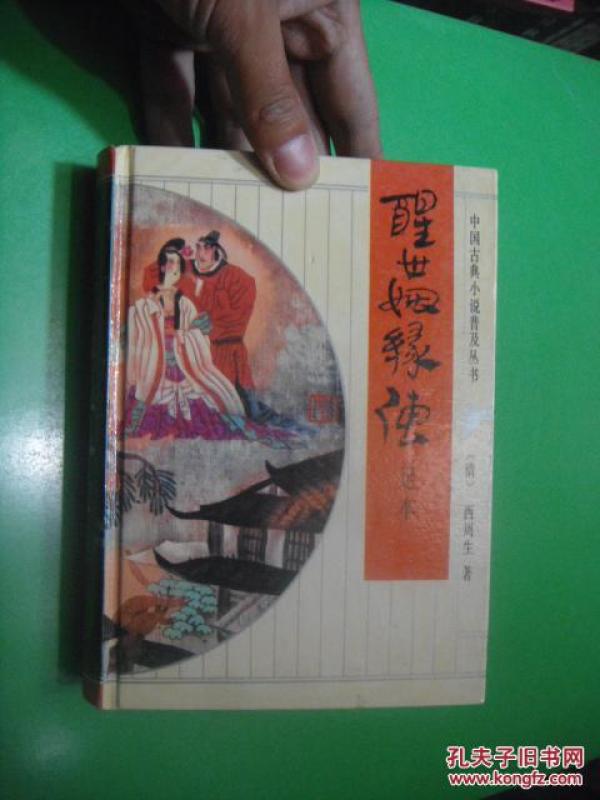 中国古典小说普及丛书
醒世姻缘传
足本
（清） 西周生 著
孔夫子旧书网
www.kongfz.com